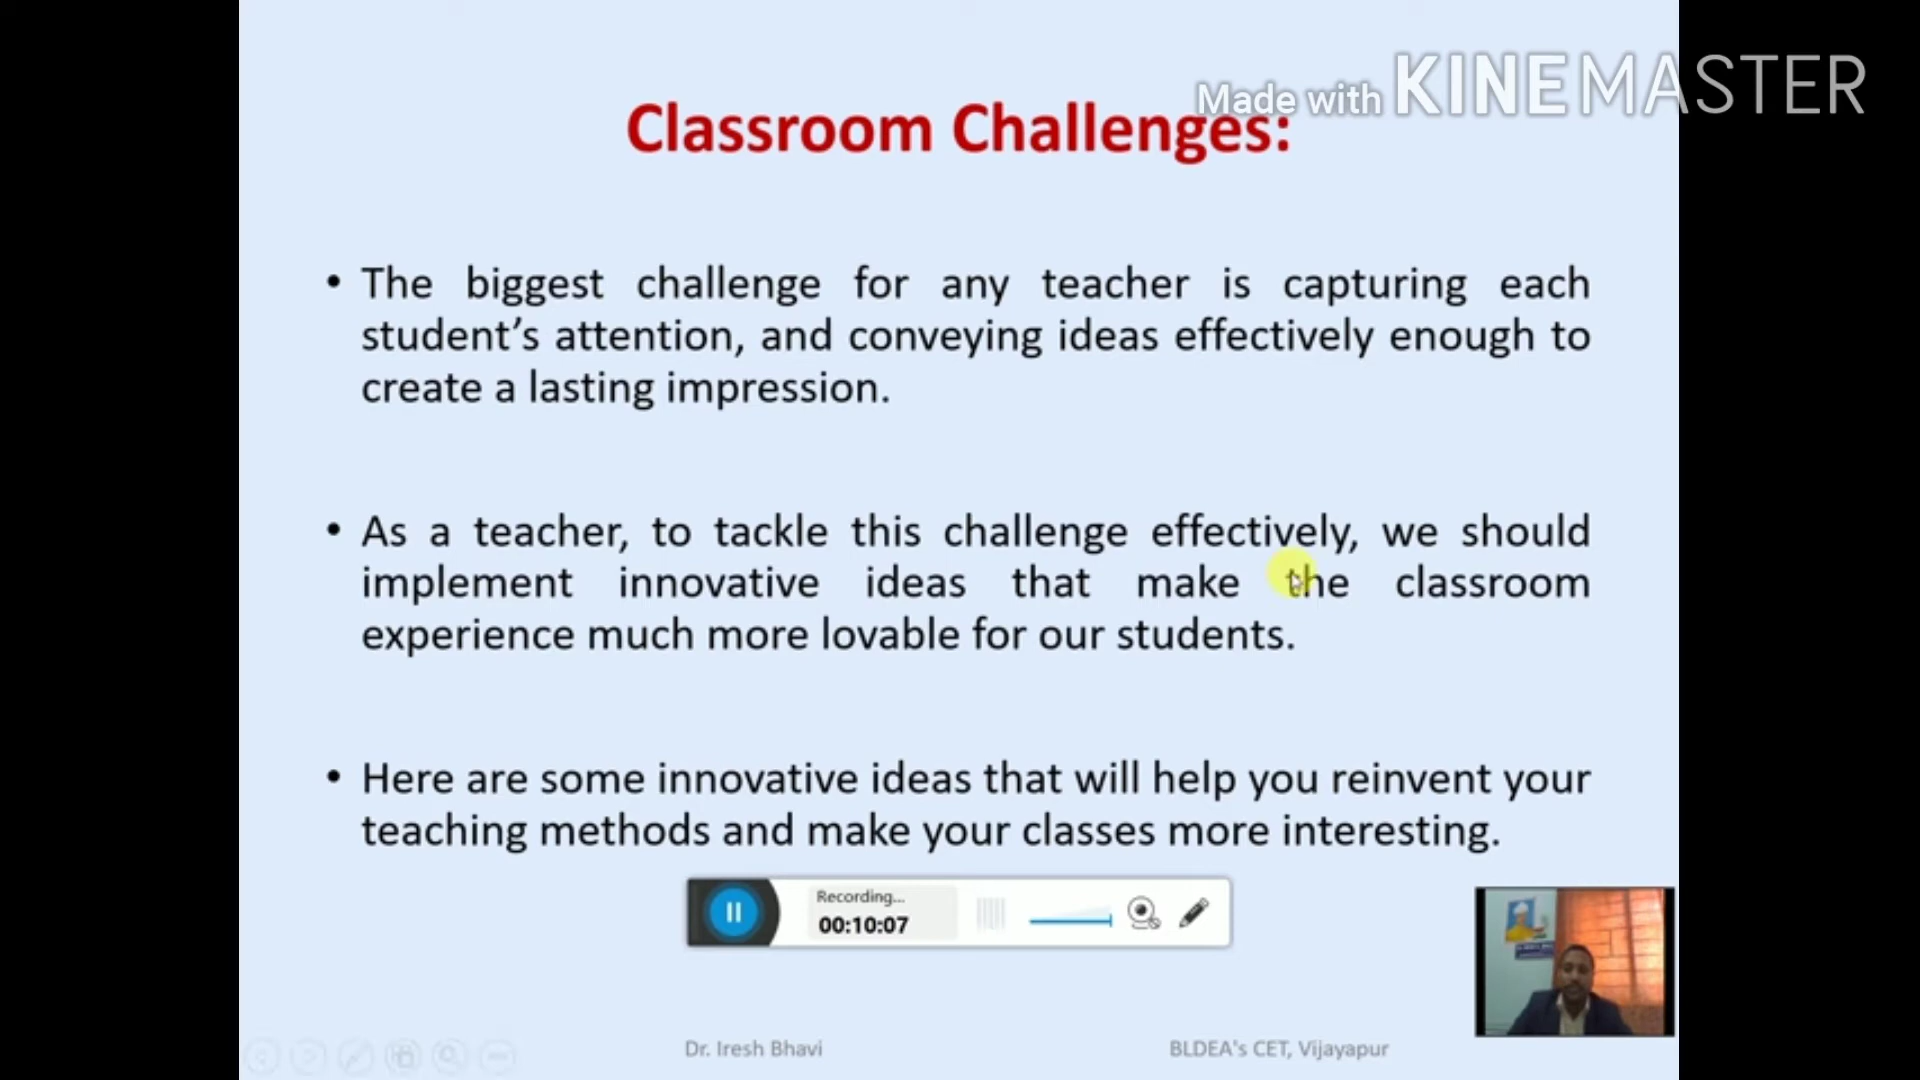 Made with KINEMASTER
Classroom Challenges:
• The biggest challenge for any teacher is capturing each
student’s attention, and conveying ideas effectively enough to
create a lasting impression.
• As a teacher, to tackle this challenge effectively, we should
implement innovative ideas that make the classroom
experience much more lovable for our students.
• Here are some innovative ideas that will help you reinvent your
teaching methods and make your classes more interesting.
Recording...
00:10:07
Dr. Iresh Bhavi BLDEA's CET, Vijayapur